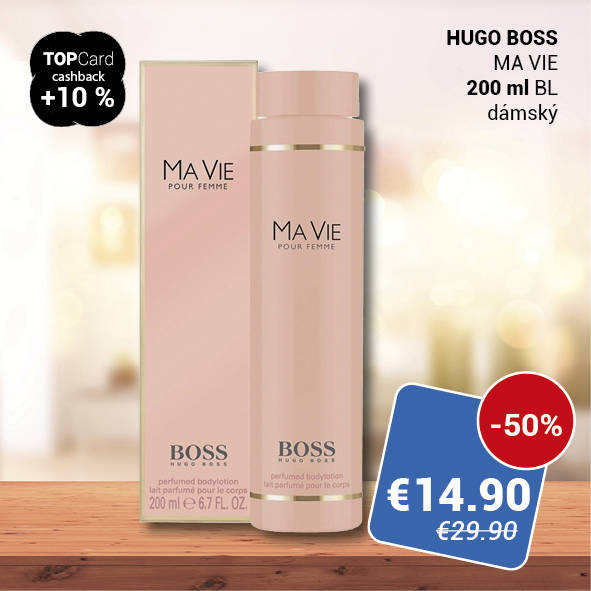 TOPCard
cashback
+10 %
HUGO BOSS
MA VIE
200 ml BL
dámský
MA VIE
POUR FEMME
BOSS
HUGO BOSS
perfumed bodylotion
lait parfumé pour le corps
200 ml e 6.7 FL. OZ.
MA VIE
POUR FEMME
BOSS
HUGO BOSS
perfumed bodylotion
lait parfumé pour le corps
-50%
€14.90
€29.90